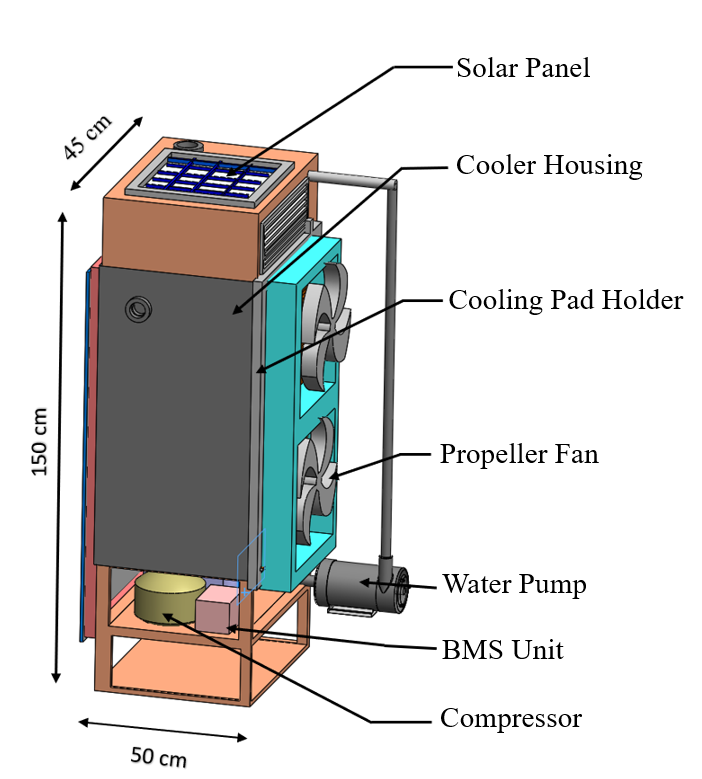 Solar Panel
45 cm
Cooler Housing
Cooling Pad Holder
150 cm
Propeller Fan
Water Pump
BMS Unit
Compressor
50 cm